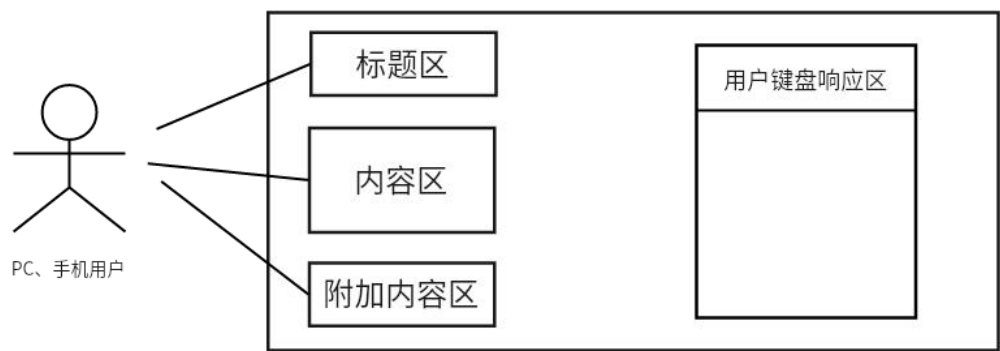 标题区
用户键盘响应区
内容区
PC、手机用户
附加内容区